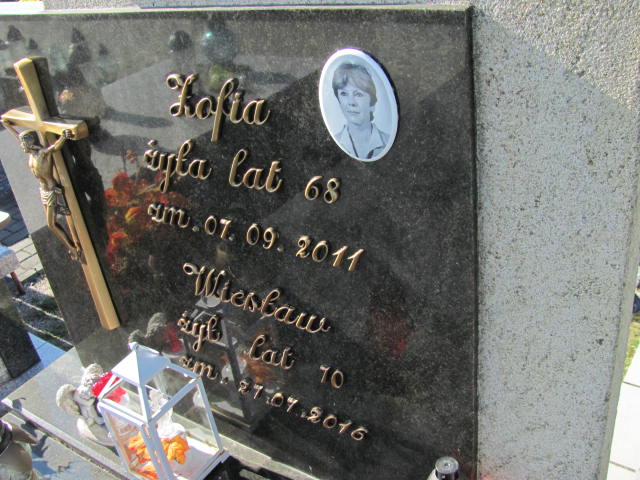 Zofia
żyła lat 68
zm. 07. 09. 2011
Wiesław
żył lat 70
zm. 27.07.2016